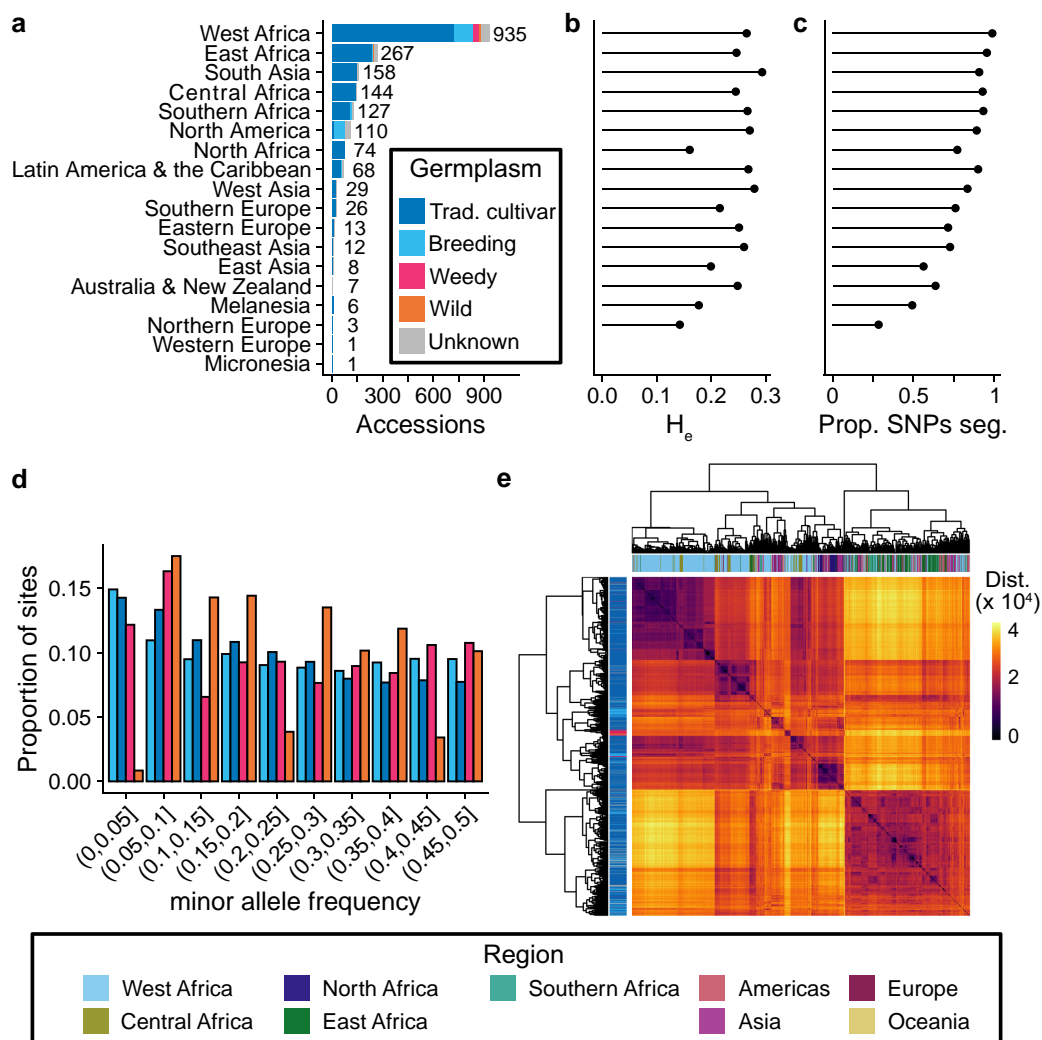 a
West Africa 935
East Africa 267
South Asia 158
Central Africa 144
Southern Africa 127
North America 110
North Africa 74
Latin America & the Caribbean 68
West Asia 29
Southern Europe 26
Eastern Europe 13
Southeast Asia 12
East Asia 8
Australia & New Zealand 7
Melanesia 6
Northern Europe 3
Western Europe 1
Micronesia 1
0 300 600 900
Accessions
Germplasm
Trad. cultivar
Breeding
Weedy
Wild
Unknown
b
0.0 0.1 0.2 0.3
He
c
0 0.5 1
Prop. SNPs seg.
d
Proportion of sites
0.15
0.10
0.05
0.00
(0,0.05]
(0.05,0.1]
(0.1,0.15]
(0.15,0.2]
(0.2,0.25]
(0.25,0.3]
(0.3,0.35]
(0.35,0.4]
(0.4,0.45]
(0.45,0.5]
minor allele frequency
e
Dist.
(x 10⁴)
4
2
0
Region
West Africa North Africa Southern Africa Americas Europe
Central Africa East Africa Asia Oceania